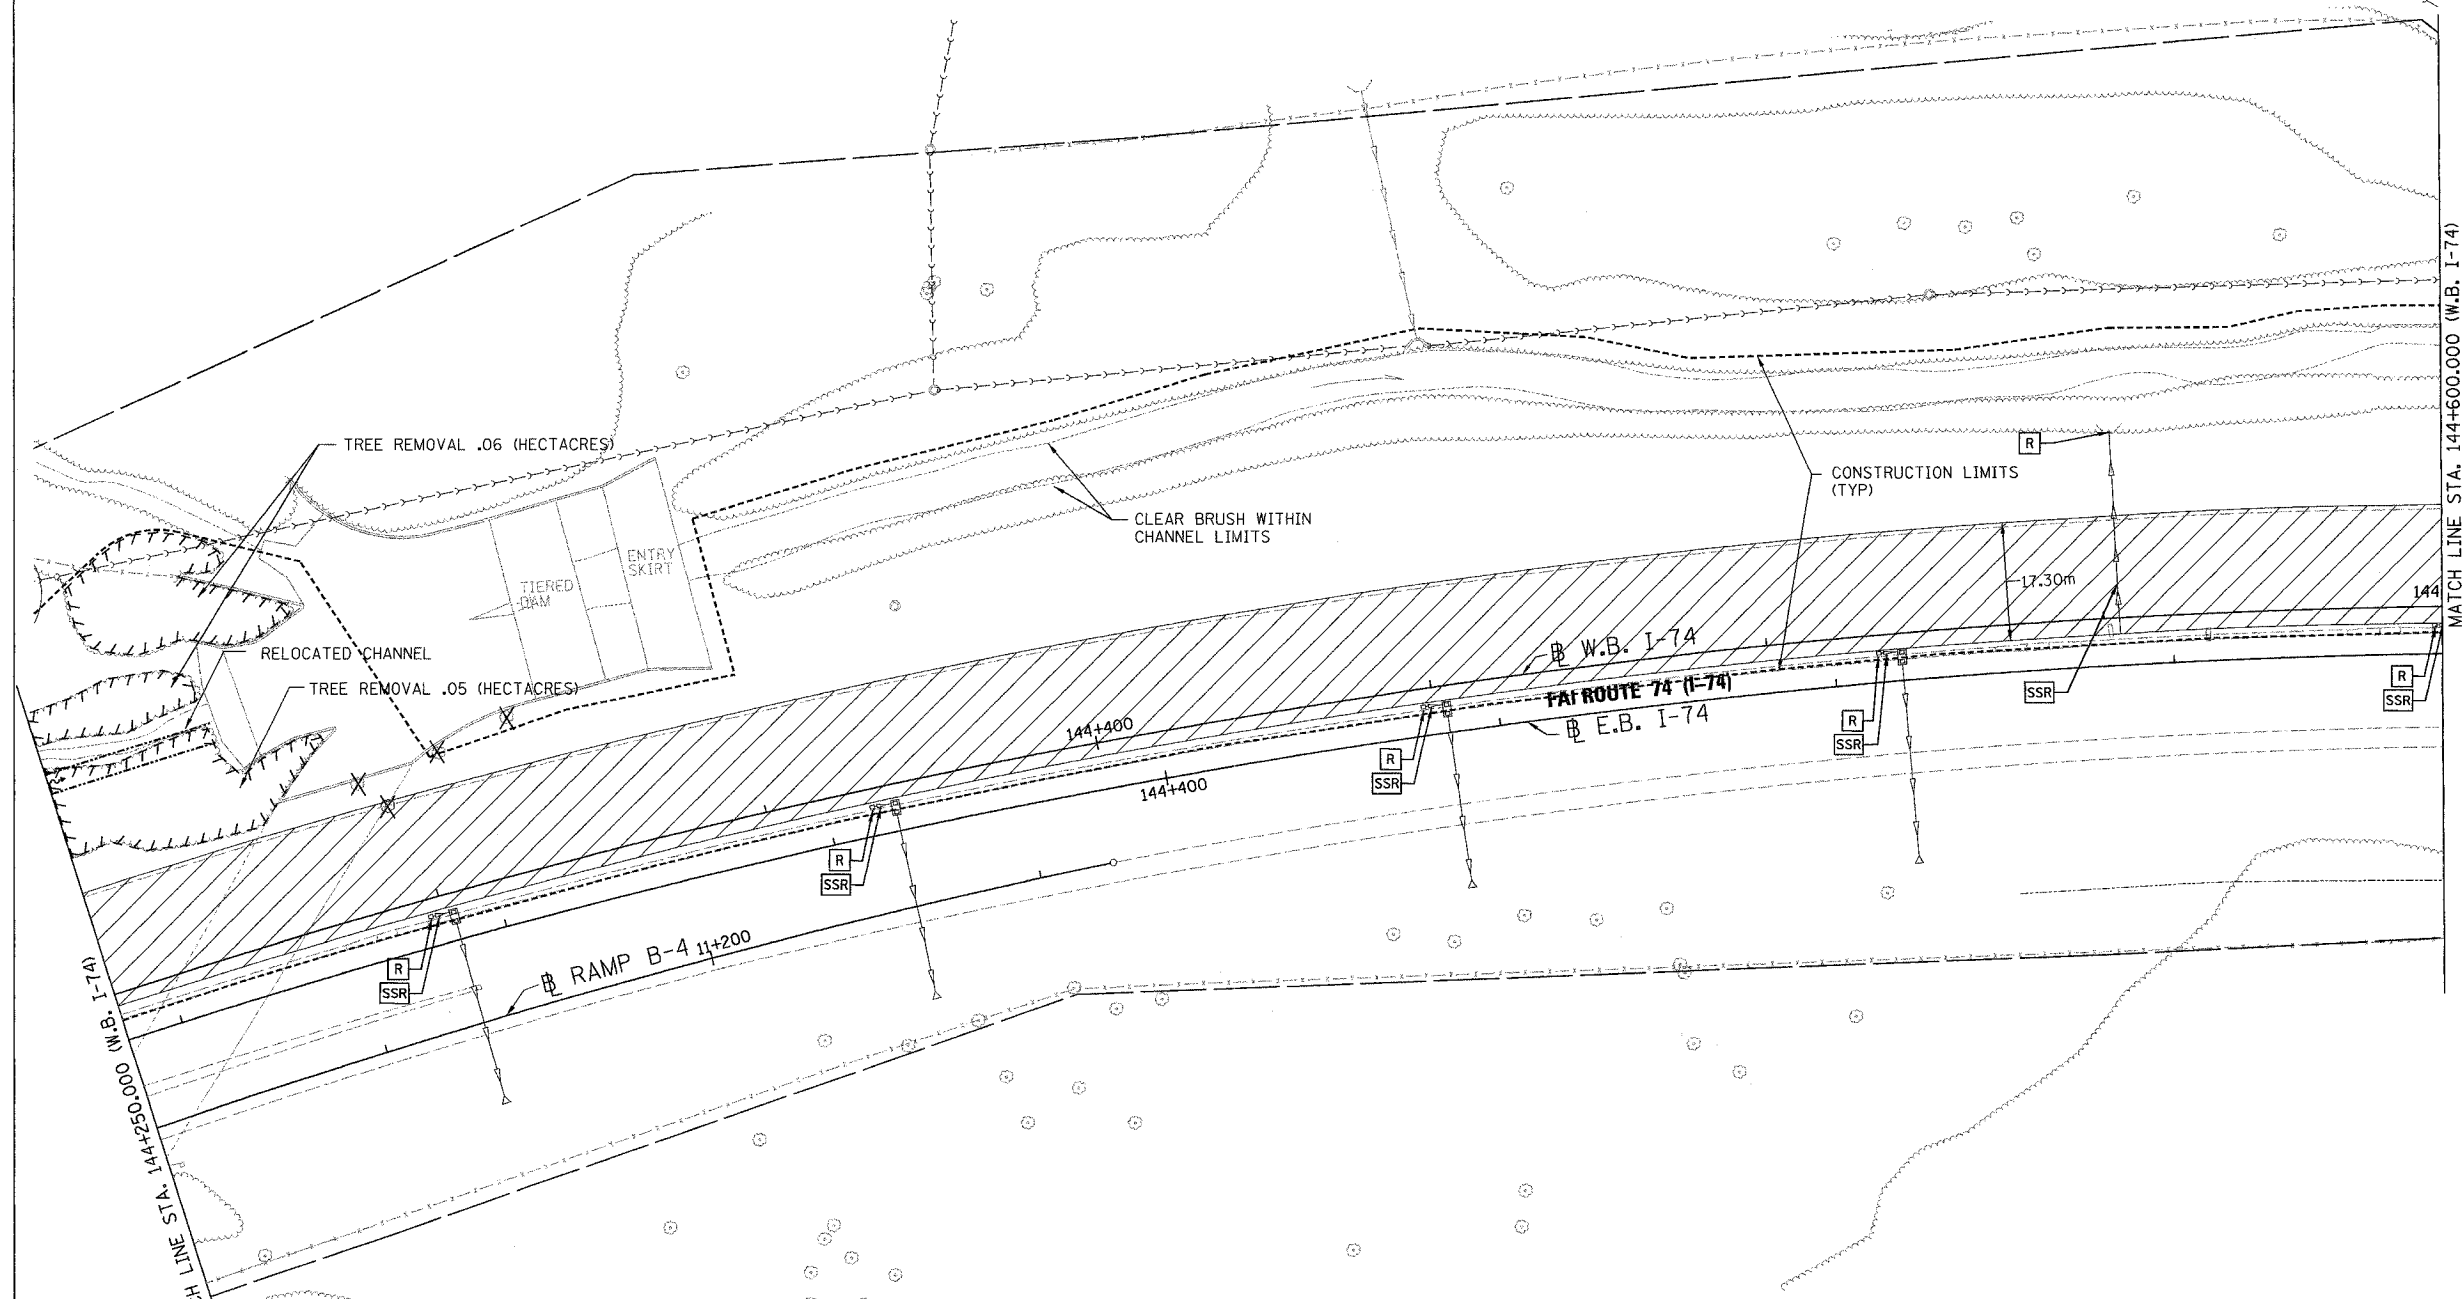 TREE REMOVAL .06 (HECTACRES)
R
CONSTRUCTION LIMITS
(TYP)
CLEAR BRUSH WITHIN
CHANNEL LIMITS
ENTRY
SKIRT
TIERED
DAM
17.30m
144
MATCH LINE STA. 144+600.000 (W.B. I-74)
RELOCATED CHANNEL
TREE REMOVAL .05 (HECTACRES)
℄ W.B. I-74
FAI ROUTE 74 (I-74)
℄ E.B. I-74
SSR
R
SSR
144+400
R
SSR
R
SSR
144+400
R
SSR
℄ RAMP B-4 11+200
R
SSR
CH LINE STA. 144+250.000 (W.B. I-74)